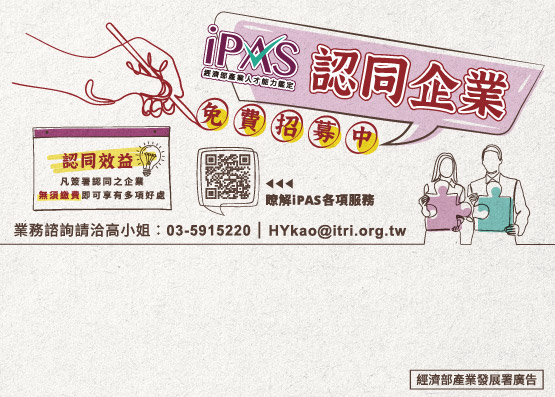 iPAS
經濟部產業人才能力鑑定
認同企業
免費招募中
認同效益
凡簽署認同之企業
無須繳費即可享有多項好處
◀◀◀
瞭解iPAS各項服務
業務諮詢請洽高小姐：03-5915220│HYkao@itri.org.tw
經濟部產業發展署廣告